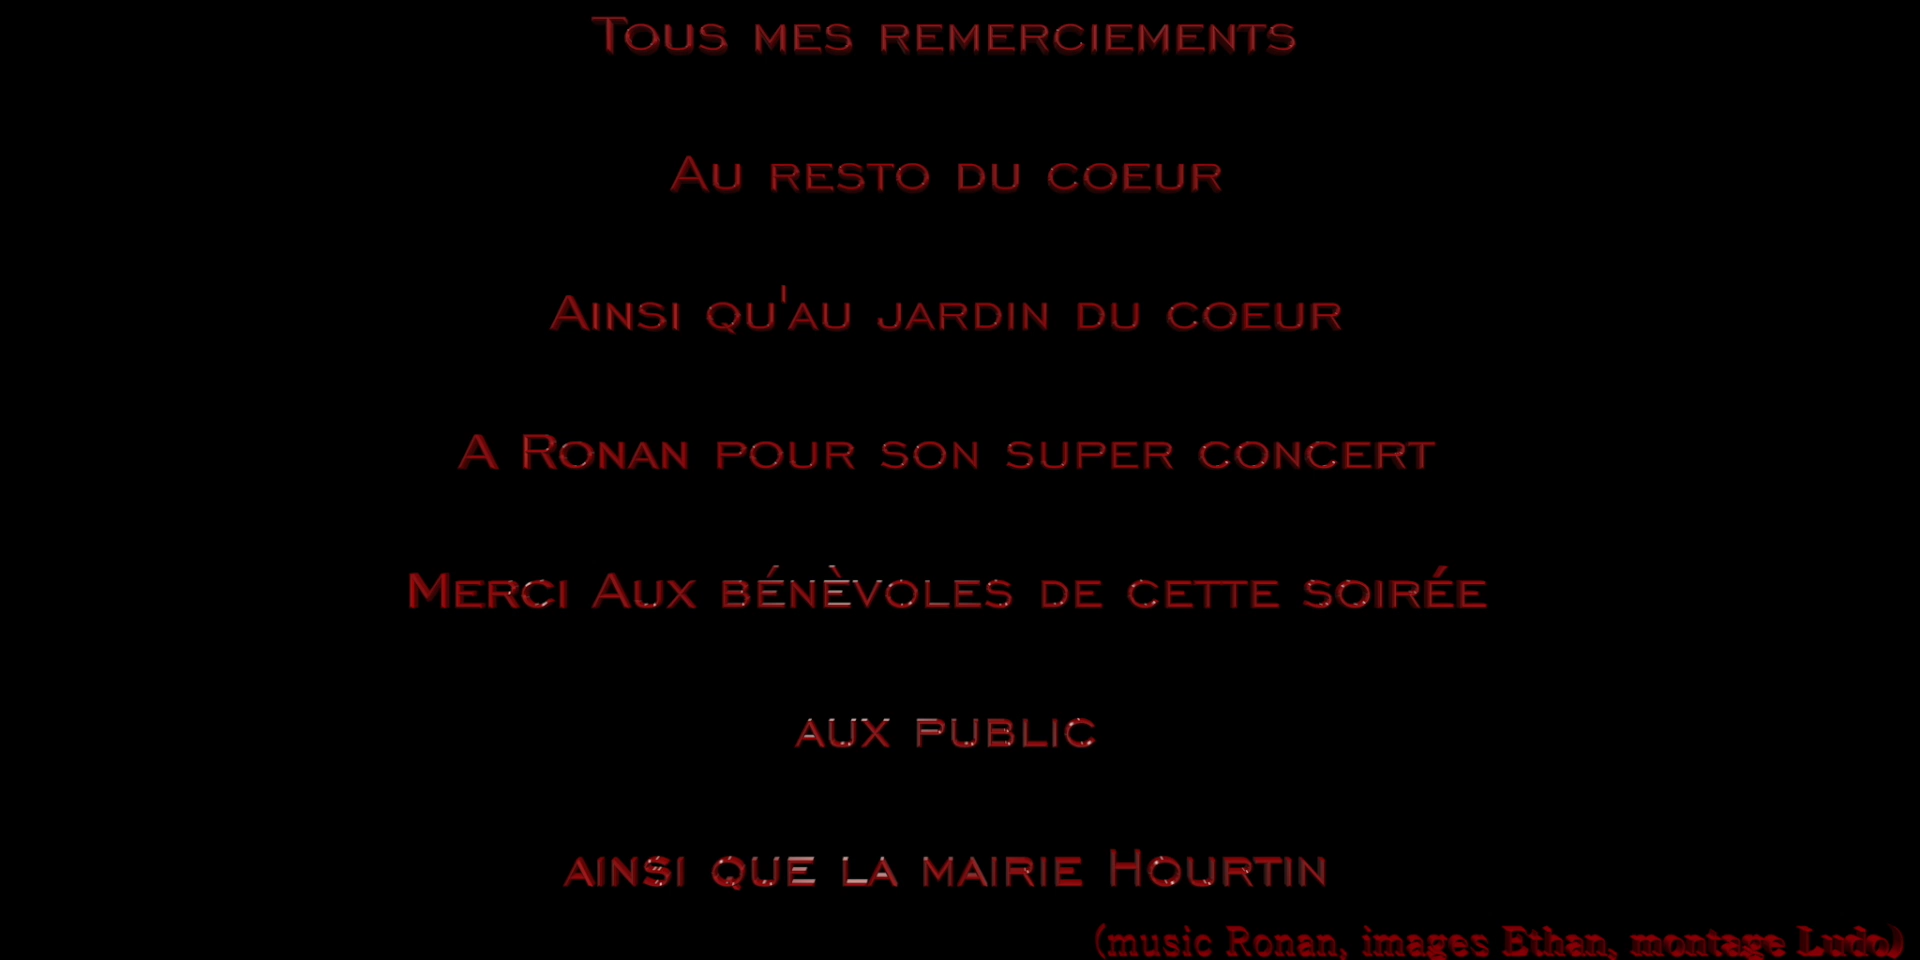 Tous mes remerciements
Au resto du coeur
Ainsi qu'au jardin du coeur
A Ronan pour son super concert
Merci Aux bénèvoles de cette soirée
aux public
ainsi que la mairie Hourtin
(music Ronan, images Ethan, montage Ludo)